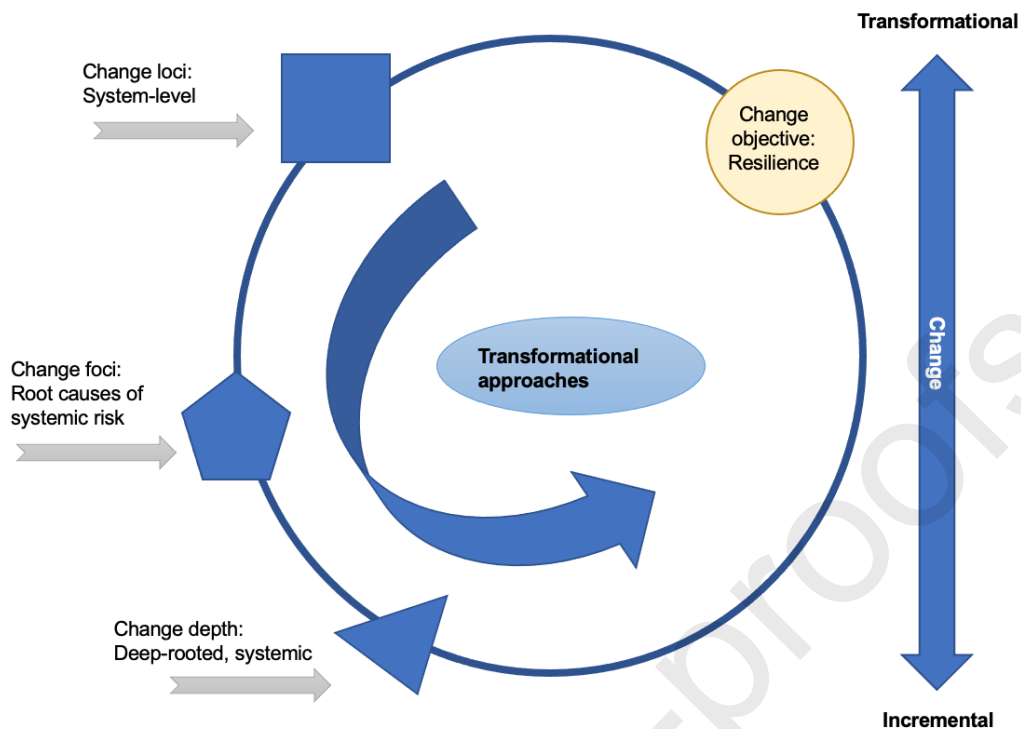 Transformational
Change loci:
System-level
Change
objective:
Resilience
Change
Transformational
approaches
Change foci:
Root causes of
systemic risk
Change depth:
Deep-rooted, systemic
Incremental
proofs